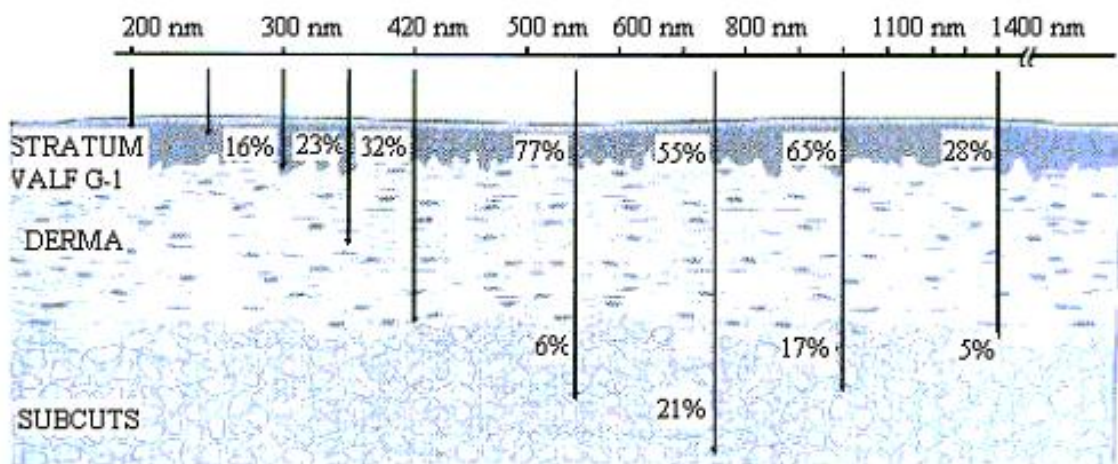 200 nm 300 nm 420 nm 500 nm 600 nm 800 nm 1100 nm 1400 nm
STRATUM 16% 23% 32% 77% 55% 65% 28%
VALF G-1
DERMA
6% 17% 5%
21%
SUBCUTS